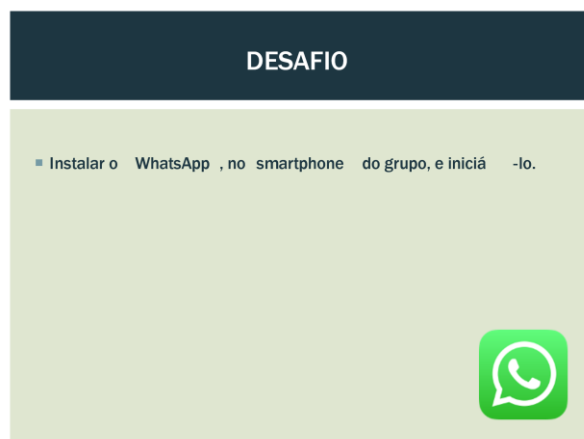 DESAFIO
Instalar o WhatsApp , no smartphone do grupo, e iniciá -lo.